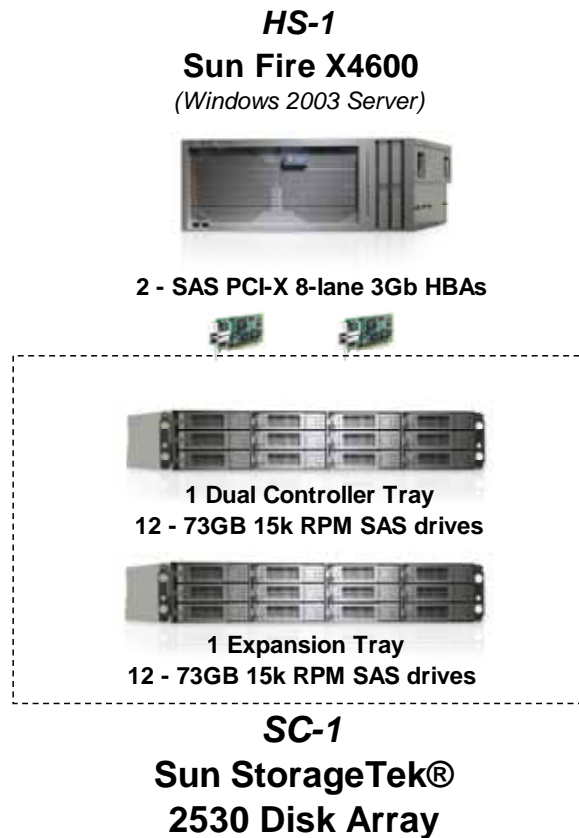 HS-1
Sun Fire X4600
(Windows 2003 Server)
2 - SAS PCI-X 8-lane 3Gb HBAs
1 Dual Controller Tray
12 - 73GB 15k RPM SAS drives
1 Expansion Tray
12 - 73GB 15k RPM SAS drives
SC-1
Sun StorageTek®
2530 Disk Array